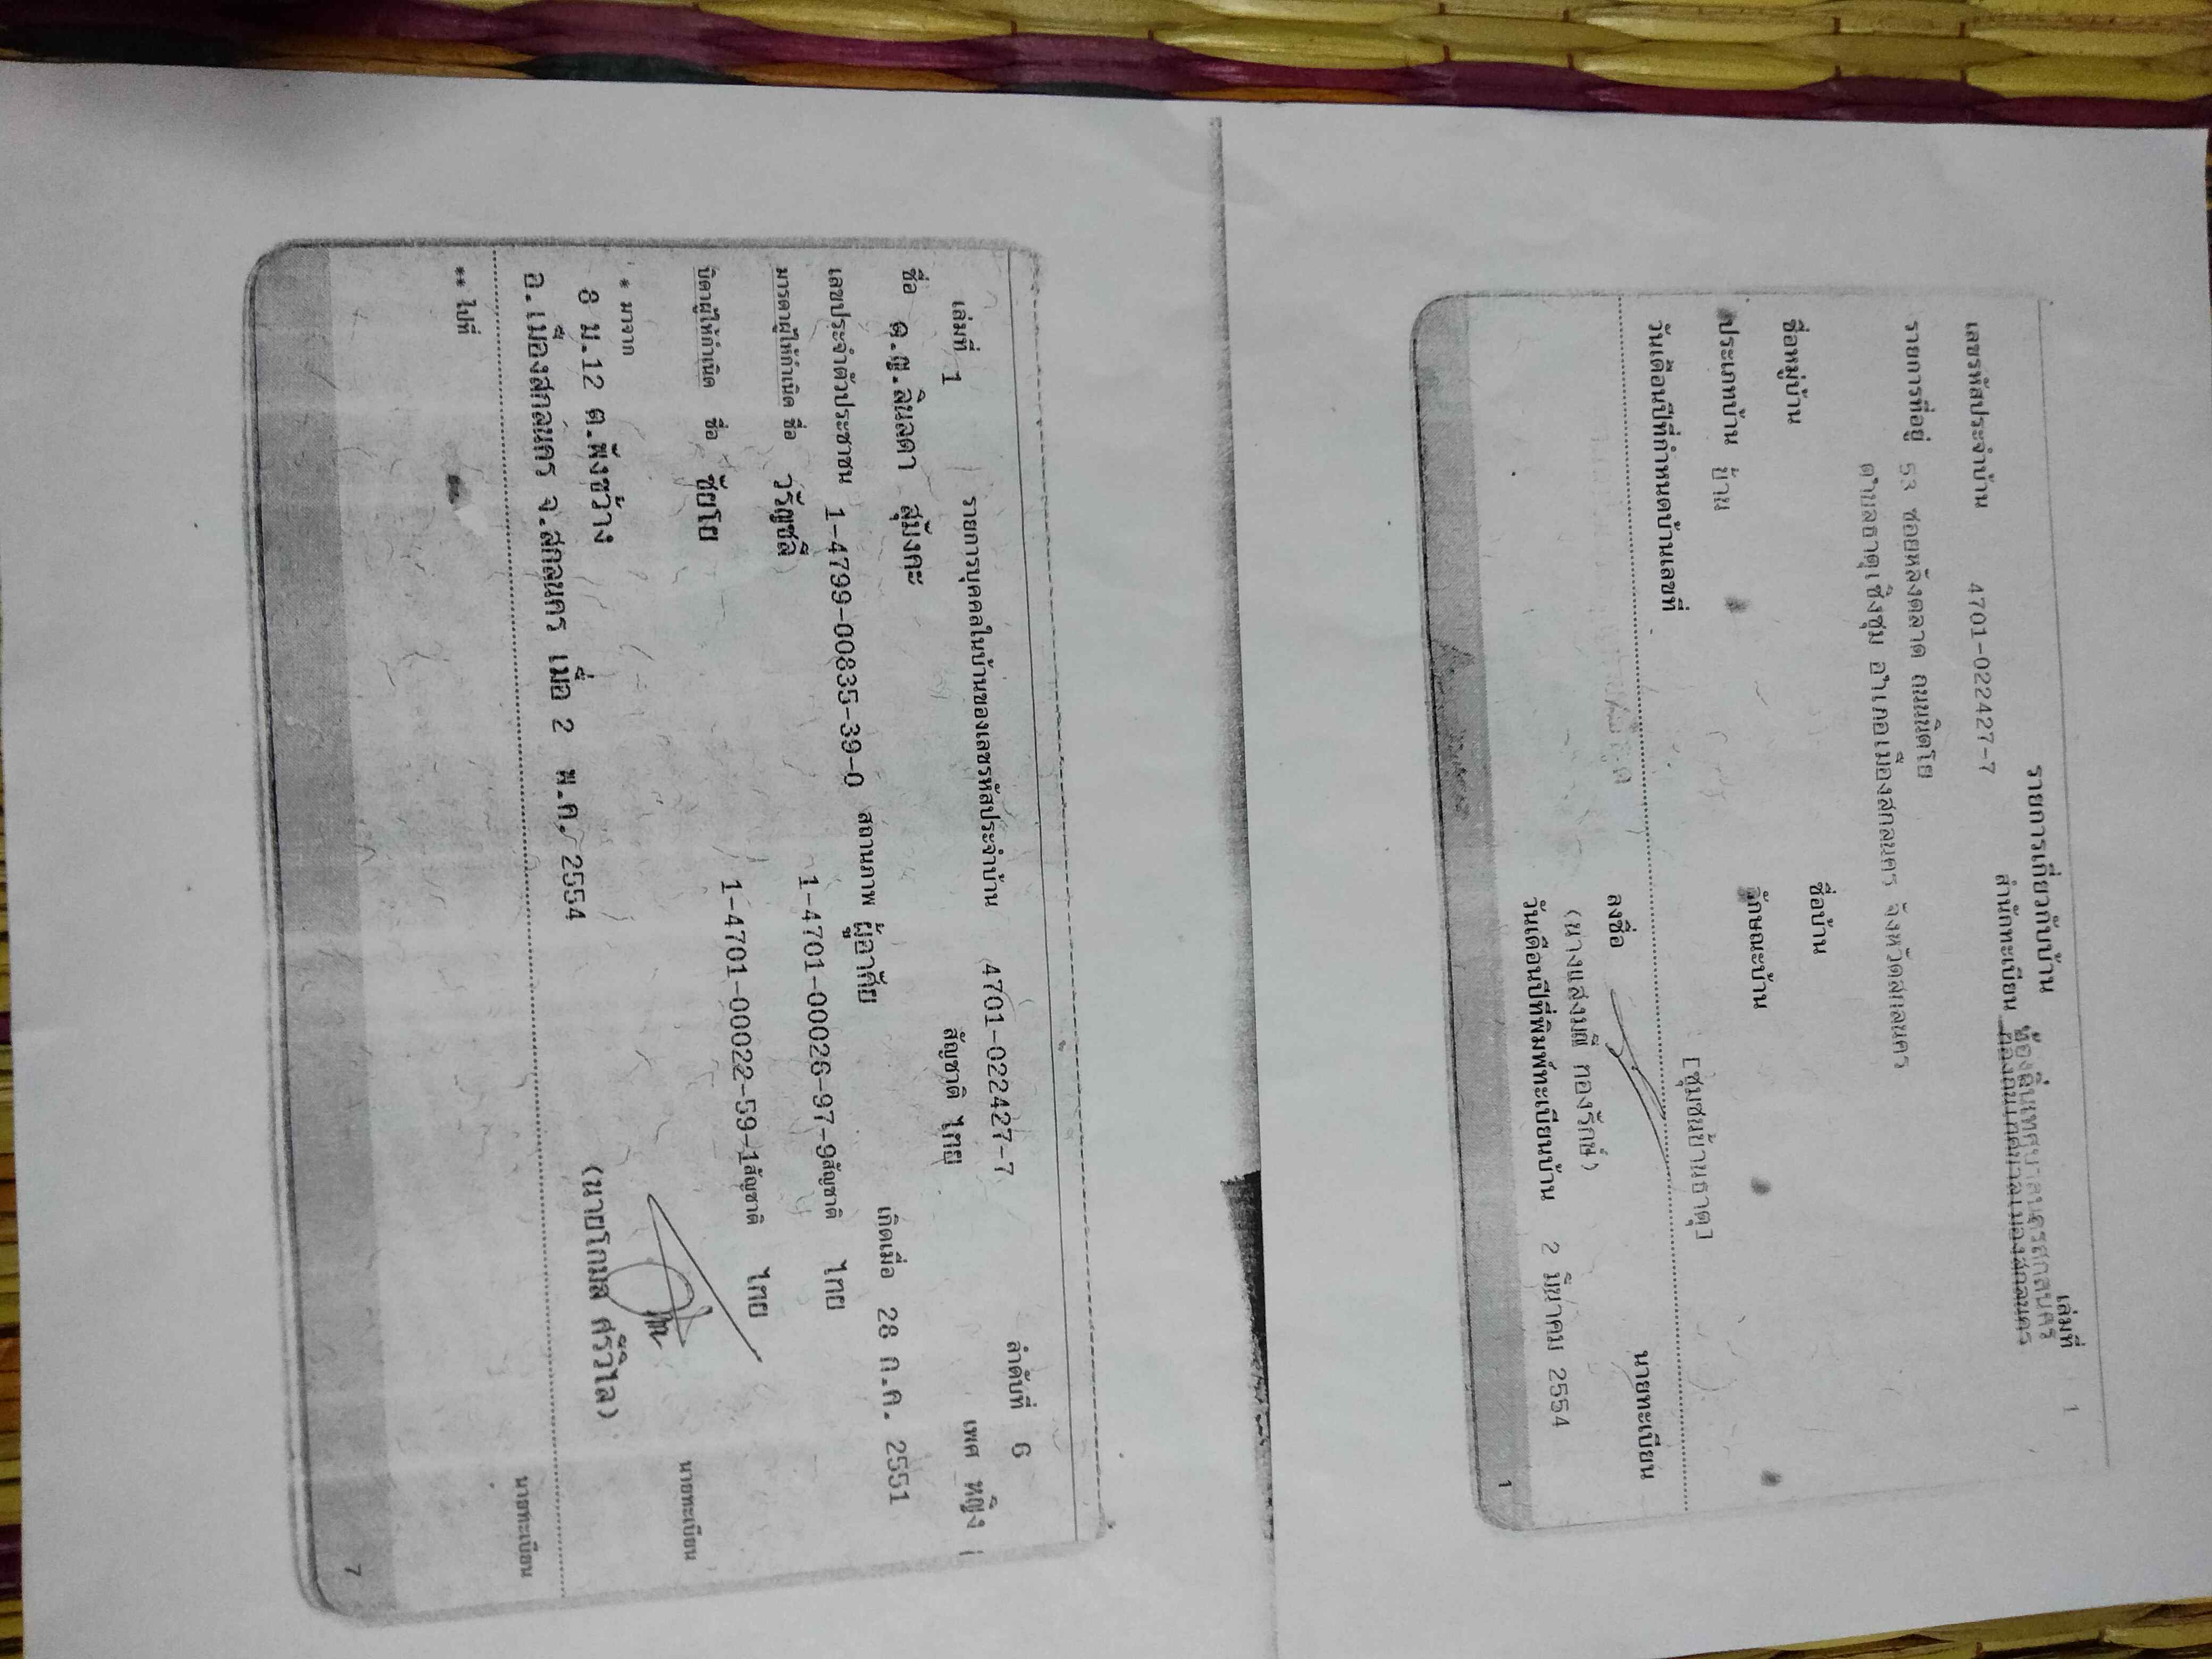 รายการเกี่ยวกับบ้าน เล่มที่ 1
เลขรหัสประจำบ้าน 4701-022427-7 สำนักทะเบียน ท้องถิ่นเทศบาลนครสกลนคร
รายการที่อยู่ 53 ซอยหลังตลาด ถนนนิตโย
ตำบลธาตุเชิงชุม อำเภอเมืองสกลนคร จังหวัดสกลนคร
ชื่อหมู่บ้าน ชื่อบ้าน
ประเภทบ้าน บ้าน ลักษณะบ้าน
วันเดือนปีที่กำหนดบ้านเลขที่ [ชุมชนบ้านธาตุ]
ลงชื่อ นายทะเบียน
(นางแสงมณี กองรักษ์)
วันเดือนปีที่พิมพ์ทะเบียนบ้าน 2 มีนาคม 2554
1
เล่มที่ 1 รายการบุคคลในบ้านของเลขรหัสประจำบ้าน 4701-022427-7 ลำดับที่ 6
ชื่อ ด.ญ.ลินลดา สุมังคะ สัญชาติ ไทย เพศ หญิง
เลขประจำตัวประชาชน 1-4799-00835-39-0 สถานภาพ ผู้อาศัย เกิดเมื่อ 28 ก.ค. 2551
มารดาผู้ให้กำเนิด ชื่อ วรัญชลี 1-4701-00026-97-9 สัญชาติ ไทย
บิดาผู้ให้กำเนิด ชื่อ ชัยโย 1-4701-00022-59-1 สัญชาติ ไทย
* มาจาก
8 ม.12 ต.พังขว้าง นายทะเบียน
อ.เมืองสกลนคร จ.สกลนคร เมื่อ 2 พ.ค. 2554 (นายโกมล ศรีวิไล)
** ไปที่ นายทะเบียน
7